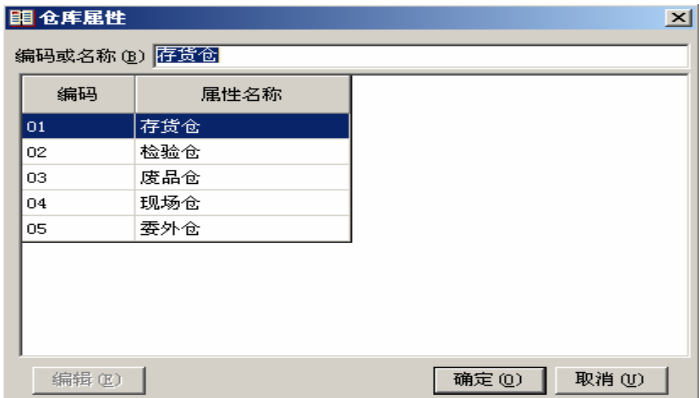 仓库属性
编码或名称(B) 存货仓
编码 属性名称
01 存货仓
02 检验仓
03 废品仓
04 现场仓
05 委外仓
编辑(E) 确定(O) 取消(U)